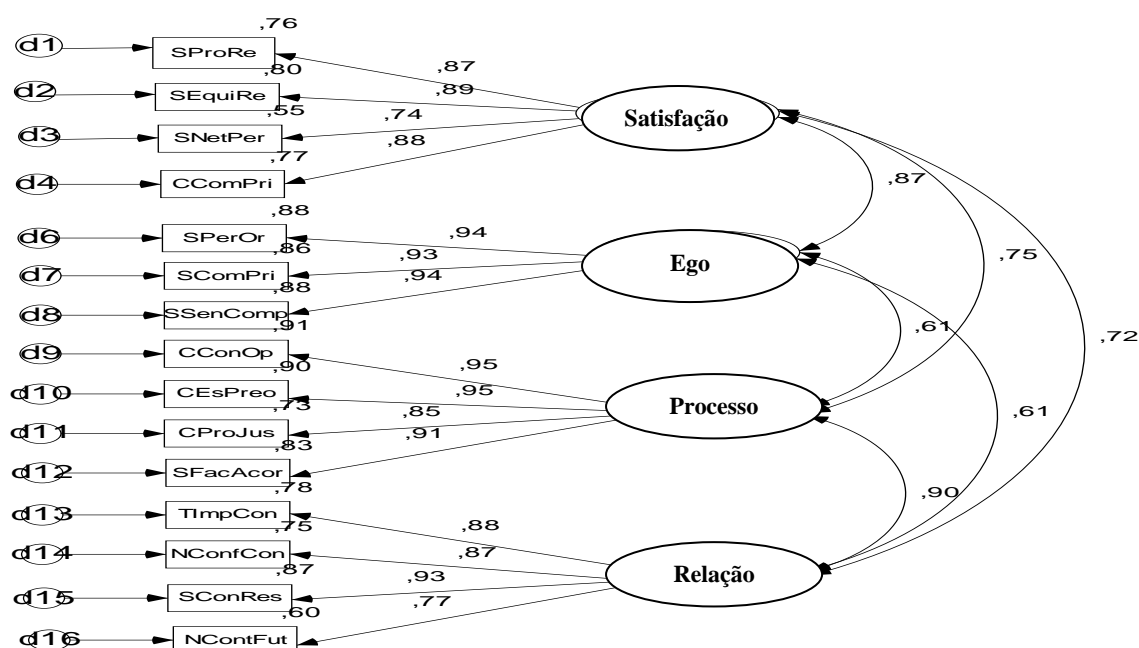 ,76
d1 SProRe ,87
,80
d2 SEquiRe ,89
,55
d3 SNetPer ,74
,77
d4 CComPri ,88
Satisfação
,88
d6 SPerOr ,94
,86
d7 SComPri ,93
,88
d8 SSenComp ,94
Ego
,91
d9 CConOp ,95
,90
d10 CEsPreo ,95
,73
d11 CProJus ,85
,83
d12 SFacAcor ,91
Processo
,78
d13 TImpCon ,88
,75
d14 NConfCon ,87
,87
d15 SConRes ,93
,60
d16 NContFut ,77
Relação
,87
,75
,61
,72
,61
,90